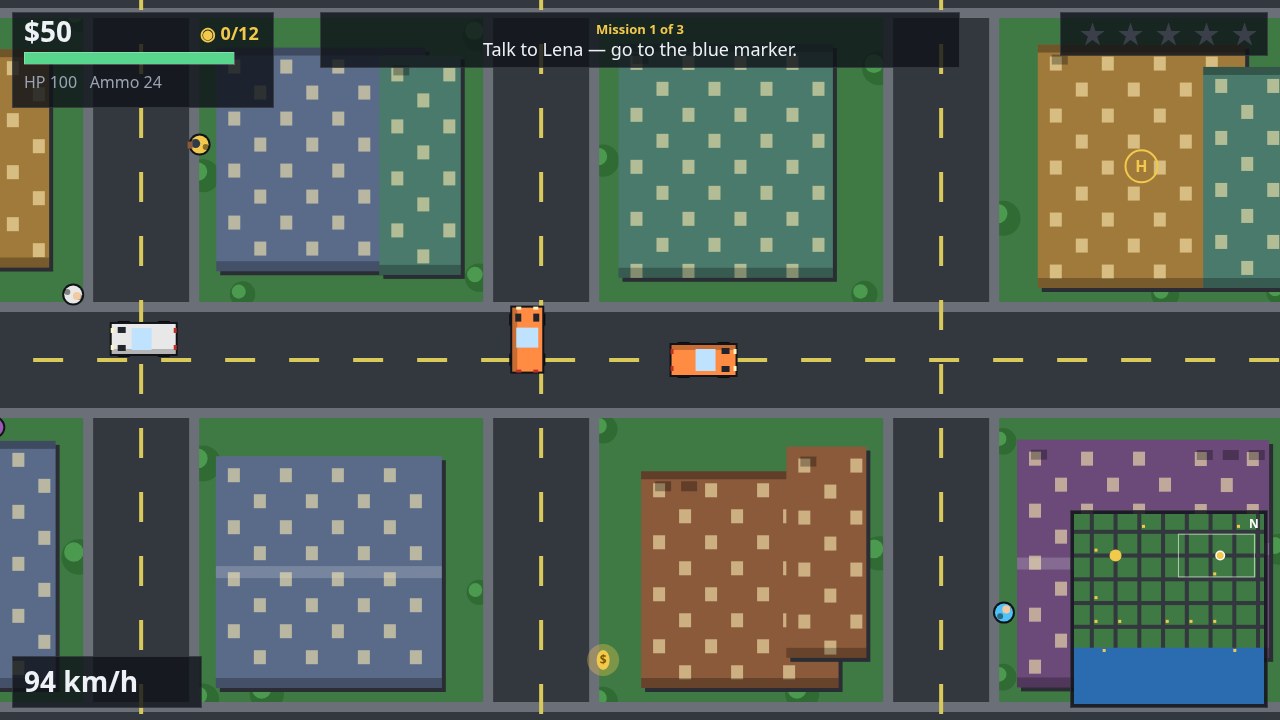 $50
◉ 0/12
HP 100 Ammo 24
Mission 1 of 3
Talk to Lena — go to the blue marker.
★ ★ ★ ★ ★
H
$
N
94 km/h